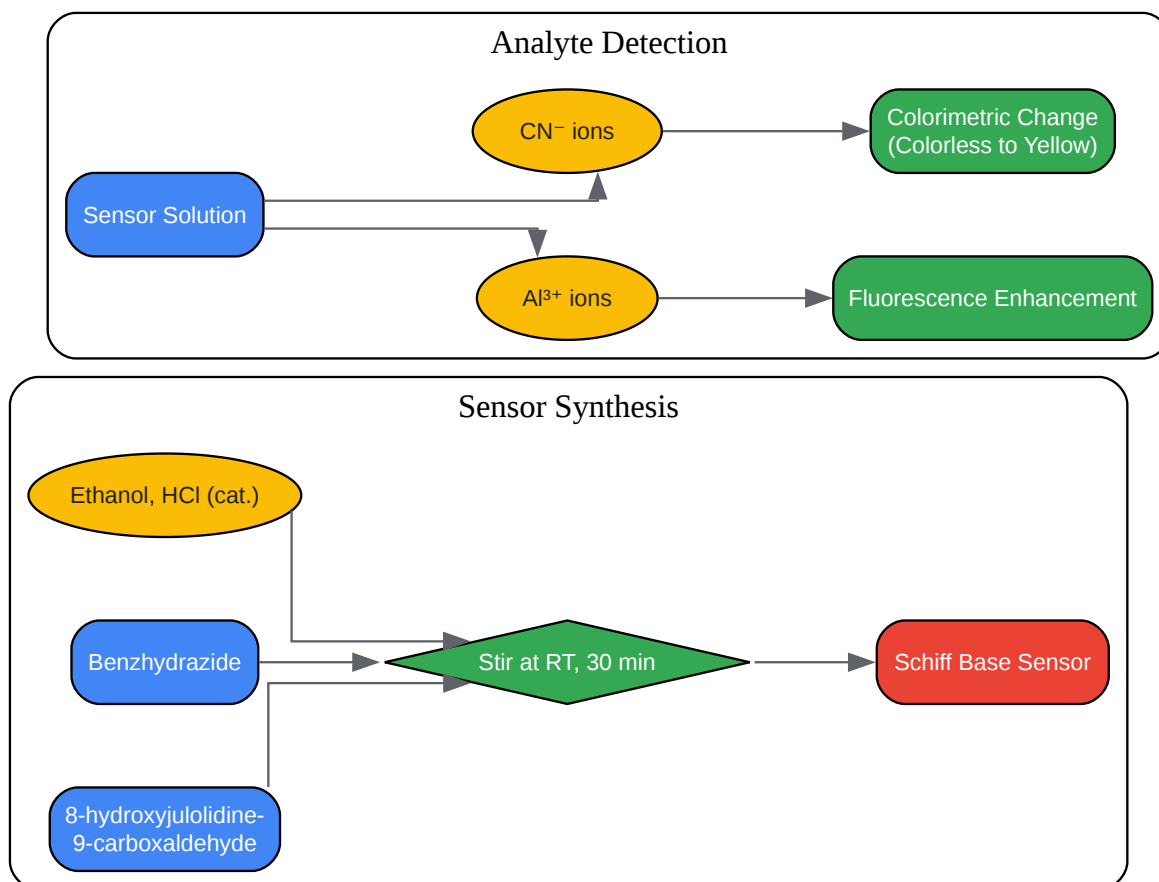 Analyte Detection
CN⁻ ions
Colorimetric Change
(Colorless to Yellow)
Sensor Solution
Al³⁺ ions
Fluorescence Enhancement
Sensor Synthesis
Ethanol, HCl (cat.)
Benzhydrazide
Stir at RT, 30 min
Schiff Base Sensor
8-hydroxyjulolidine-
9-carboxaldehyde